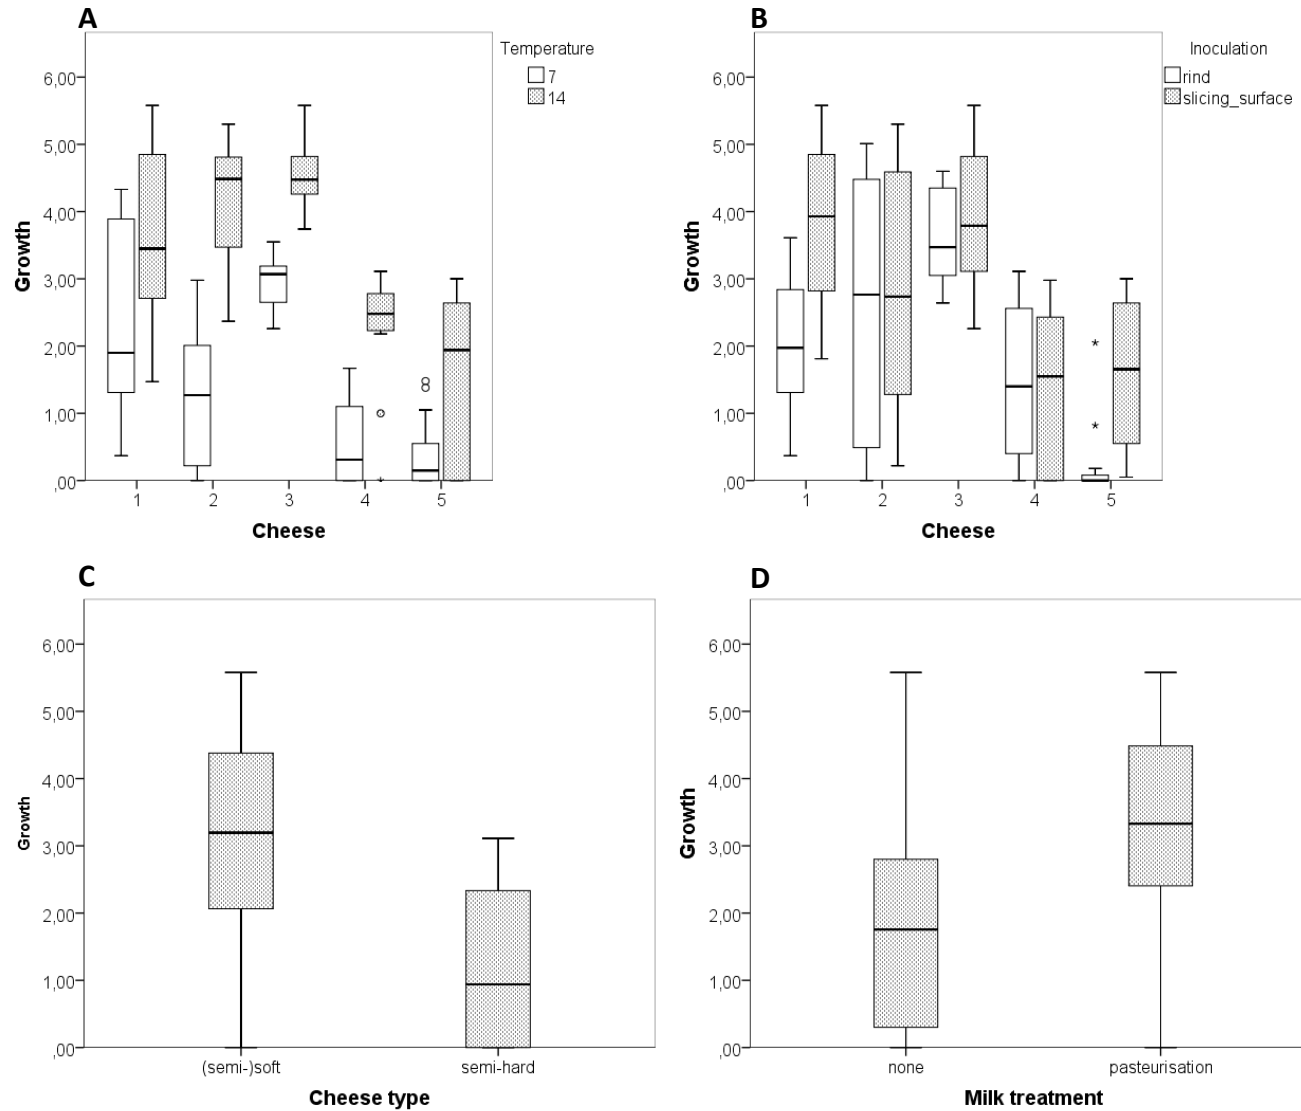 A
Temperature
7
14
6,00
5,00
4,00
3,00
2,00
1,00
,00
Growth
1 2 3 4 5
Cheese
B
Inoculation
rind
slicing_surface
6,00
5,00
4,00
3,00
2,00
1,00
,00
Growth
1 2 3 4 5
Cheese
C
6,00
5,00
4,00
3,00
2,00
1,00
,00
Growth
(semi-)soft semi-hard
Cheese type
D
6,00
5,00
4,00
3,00
2,00
1,00
,00
Growth
none pasteurisation
Milk treatment